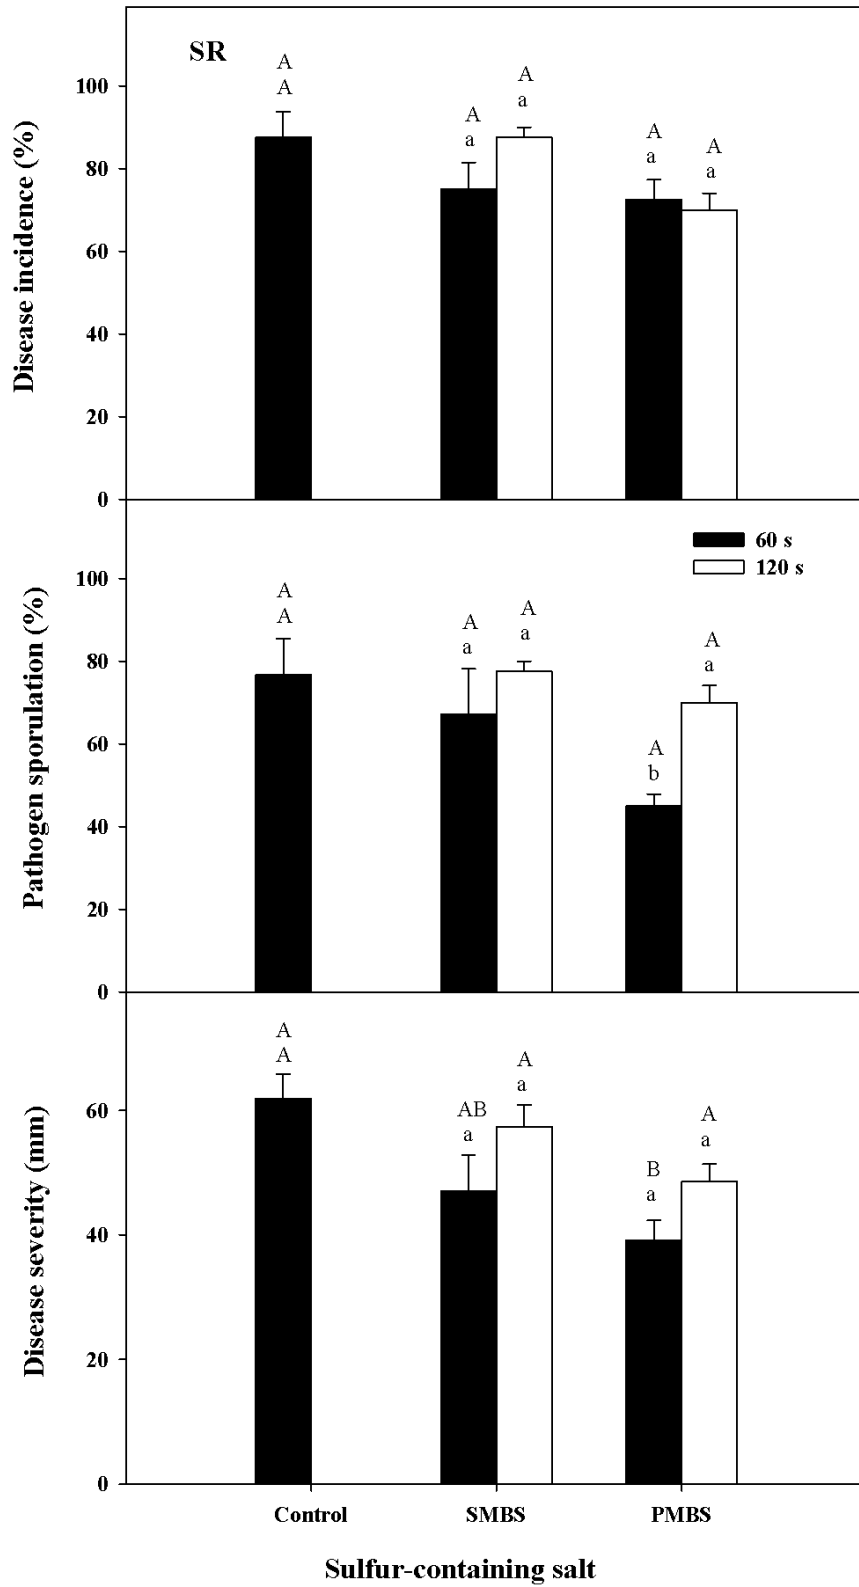 SR
Disease incidence (%)
100
80
60
40
20
0
A
A
A
a
A
a
A
a
A
a
Pathogen sporulation (%)
100
80
60
40
20
0
60 s
120 s
A
A
A
a
A
a
A
b
A
a
Disease severity (mm)
60
40
20
0
A
A
AB
a
A
a
B
a
A
a
Control SMBS PMBS
Sulfur-containing salt